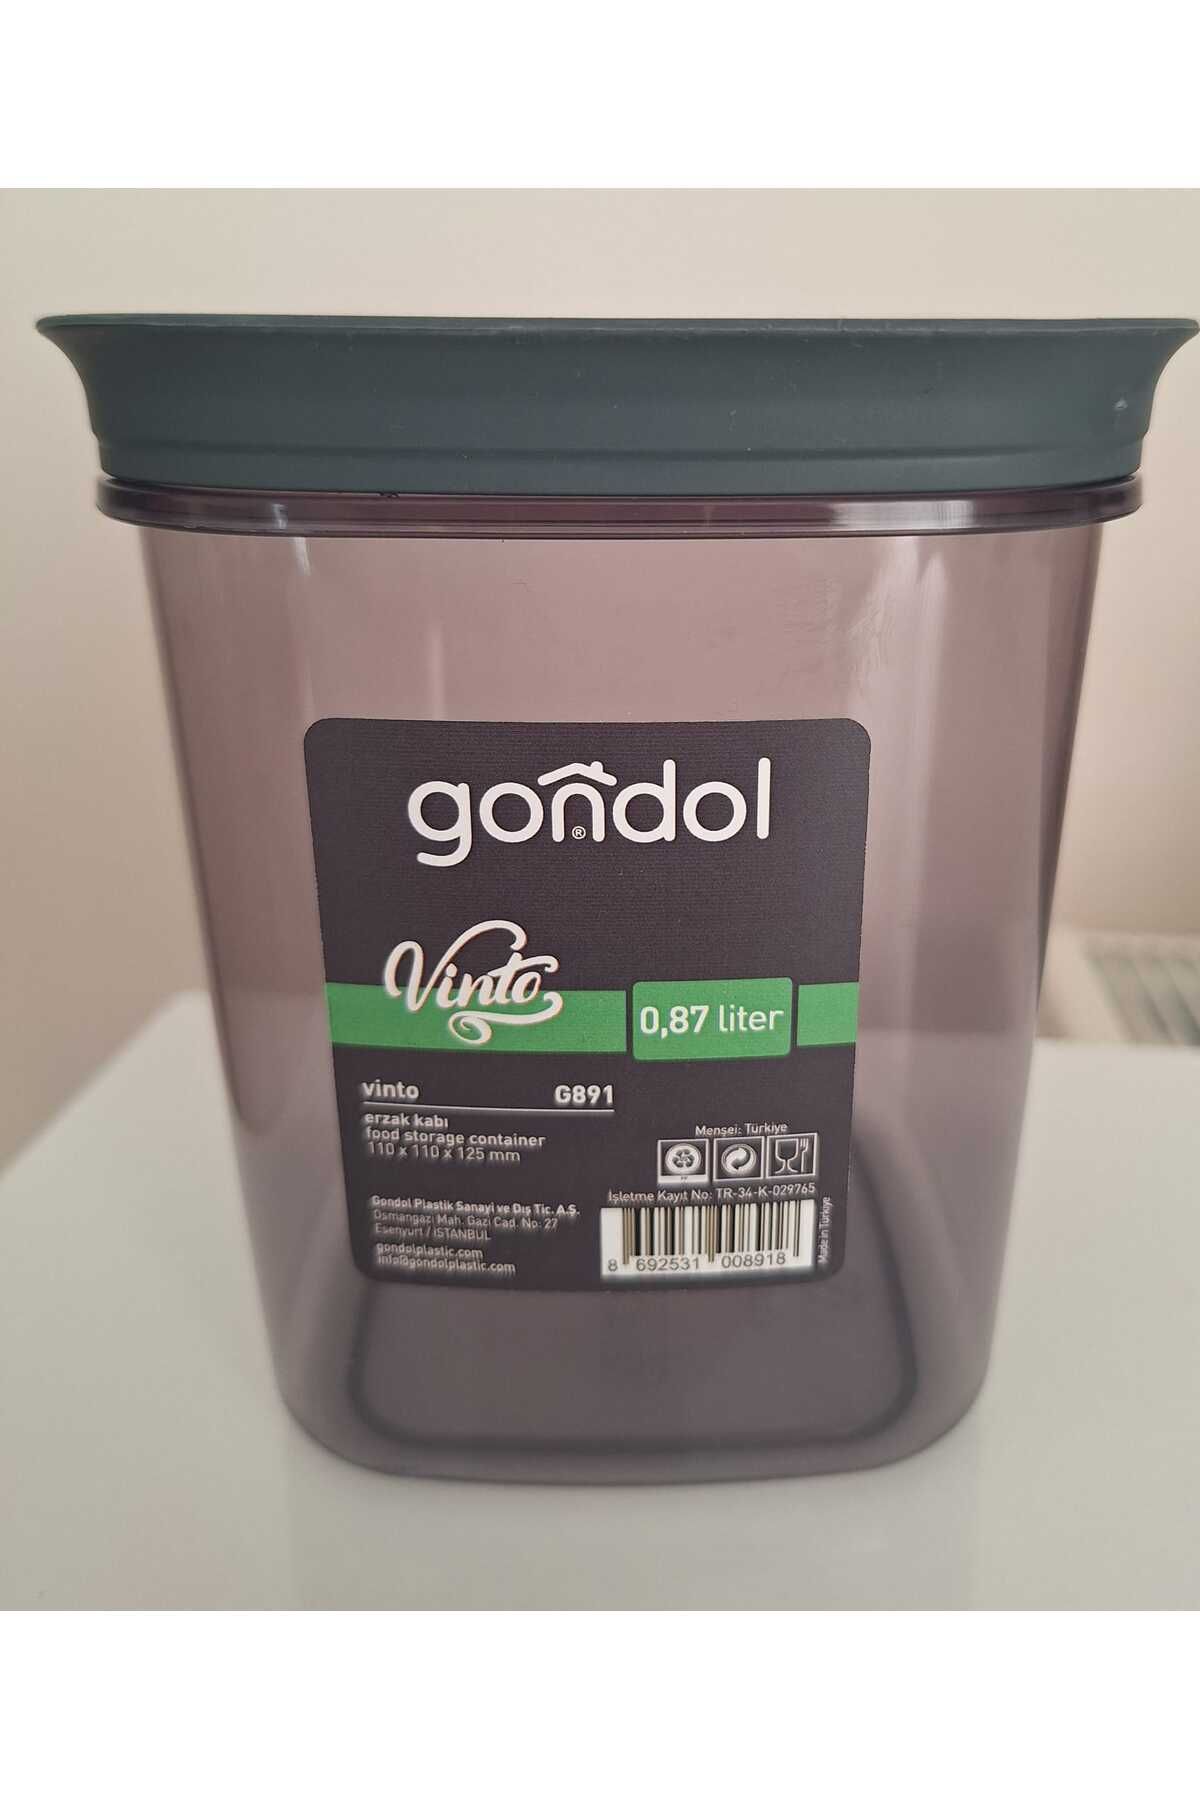 gondol
®
Vinto
0,87 liter
vinto G891
erzak kabı
food storage container
110 x 110 x 125 mm
Menşei: Türkiye
İşletme Kayıt No: TR-34-K-029765
Gondol Plastik Sanayi ve Dış Tic. A.Ş.
Osmangazi Mah. Gazi Cad. No: 27
Esenyurt / İSTANBUL
gondolplastic.com
info@gondolplastic.com
8 692531 008918
Made in Türkiye